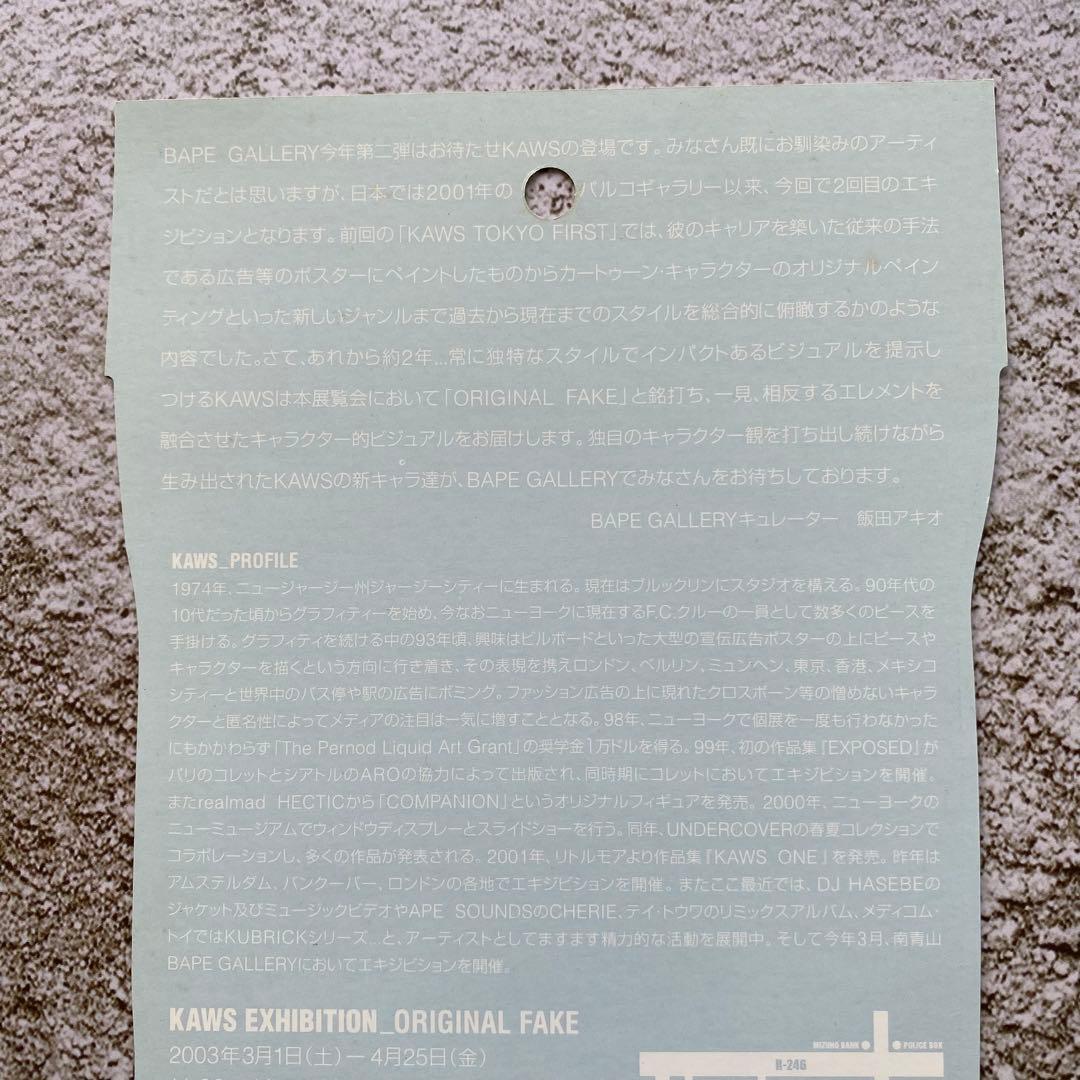 BAPE GALLERY今年第二弾はお待たせKAWSの登場です。みなさん既にお馴染みのアーティ
ストだとは思いますが、日本では2001年の パルコギャラリー以来、今回で2回目のエキ
ジビションとなります。前回の「KAWS TOKYO FIRST」では、彼のキャリアを築いた従来の手法
である広告等のポスターにペイントしたものからカートゥーン・キャラクターのオリジナルペイン
ティングといった新しいジャンルまで過去から現在までのスタイルを総合的に俯瞰するかのような
内容でした。さて、あれから約2年...常に独特なスタイルでインパクトあるビジュアルを提示し
つけるKAWSは本展覧会において「ORIGINAL FAKE」と銘打ち、一見、相反するエレメントを
融合させたキャラクター的ビジュアルをお届けします。独自のキャラクター観を打ち出し続けながら
生み出されたKAWSの新キャラ達が、BAPE GALLERYでみなさんをお待ちしております。
BAPE GALLERYキュレーター 飯田アキオ
KAWS_PROFILE
1974年、ニュージャージー州ジャージーシティーに生まれる。現在はブルックリンにスタジオを構える。90年代の
10代だった頃からグラフィティーを始め、今なおニューヨークに現在するF.C.クルーの一員として数多くのピースを
手掛ける。グラフィティを続ける中の93年頃、興味はビルボードといった大型の宣伝広告ポスターの上にピースや
キャラクターを描くという方向に行き着き、その表現を携えロンドン、ベルリン、ミュンヘン、東京、香港、メキシコ
シティーと世界中のバス停や駅の広告にボミング。ファッション広告の上に現れたクロスボーン等の憎めないキャラ
クターと匿名性によってメディアの注目は一気に増すこととなる。98年、ニューヨークで個展を一度も行わなかった
にもかかわらず「The Pernod Liquid Art Grant」の奨学金1万ドルを得る。99年、初の作品集『EXPOSED』が
パリのコレットとシアトルのAROの協力によって出版され、同時期にコレットにおいてエキジビションを開催。
またrealmad HECTICから「COMPANION」というオリジナルフィギュアを発売。2000年、ニューヨークの
ニューミュージアムでウィンドウディスプレーとスライドショーを行う。同年、UNDERCOVERの春夏コレクションで
コラボレーションし、多くの作品が発表される。2001年、リトルモアより作品集『KAWS ONE』を発売。昨年は
アムステルダム、バンクーバー、ロンドンの各地でエキジビションを開催。またここ最近では、DJ HASEBEの
ジャケット及びミュージックビデオやAPE SOUNDSのCHERIE、テイ・トウワのリミックスアルバム、メディコム・
トイではKUBRICKシリーズ...と、アーティストとしてますます精力的な活動を展開中。そして今年3月、南青山
BAPE GALLERYにおいてエキジビションを開催。
KAWS EXHIBITION_ORIGINAL FAKE
2003年3月1日(土)ー4月25日(金)
MIZUHO BANK
POLICE BOX
R-246